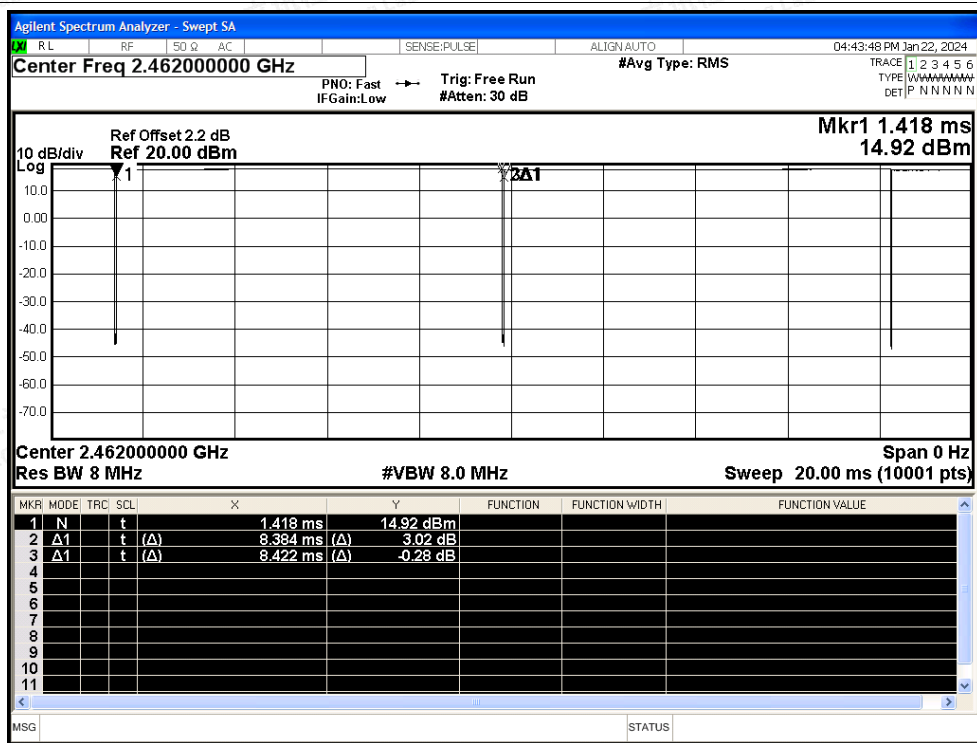 Agilent Spectrum Analyzer - Swept SA
LXI RL RF 50 Ω AC SENSE:PULSE ALIGN AUTO 04:43:48 PM Jan 22, 2024
Center Freq 2.462000000 GHz #Avg Type: RMS TRACE 1 2 3 4 5 6
PNO: Fast Trig: Free Run TYPE
IFGain:Low #Atten: 30 dB DET P N N N N N
Mkr1 1.418 ms
Ref Offset 2.2 dB
10 dB/div Ref 20.00 dBm 14.92 dBm
Log
1
3Δ1
10.0
0.00
-10.0
-20.0
-30.0
-40.0
-50.0
-60.0
-70.0
Center 2.462000000 GHz Span 0 Hz
Res BW 8 MHz #VBW 8.0 MHz Sweep 20.00 ms (10001 pts)
MKR MODE TRC SCL X Y FUNCTION FUNCTION WIDTH FUNCTION VALUE
1 N t 1.418 ms 14.92 dBm
2 Δ1 t (Δ) 8.384 ms (Δ) 3.02 dB
3 Δ1 t (Δ) 8.422 ms (Δ) -0.28 dB
4
5
6
7
8
9
10
11
MSG STATUS